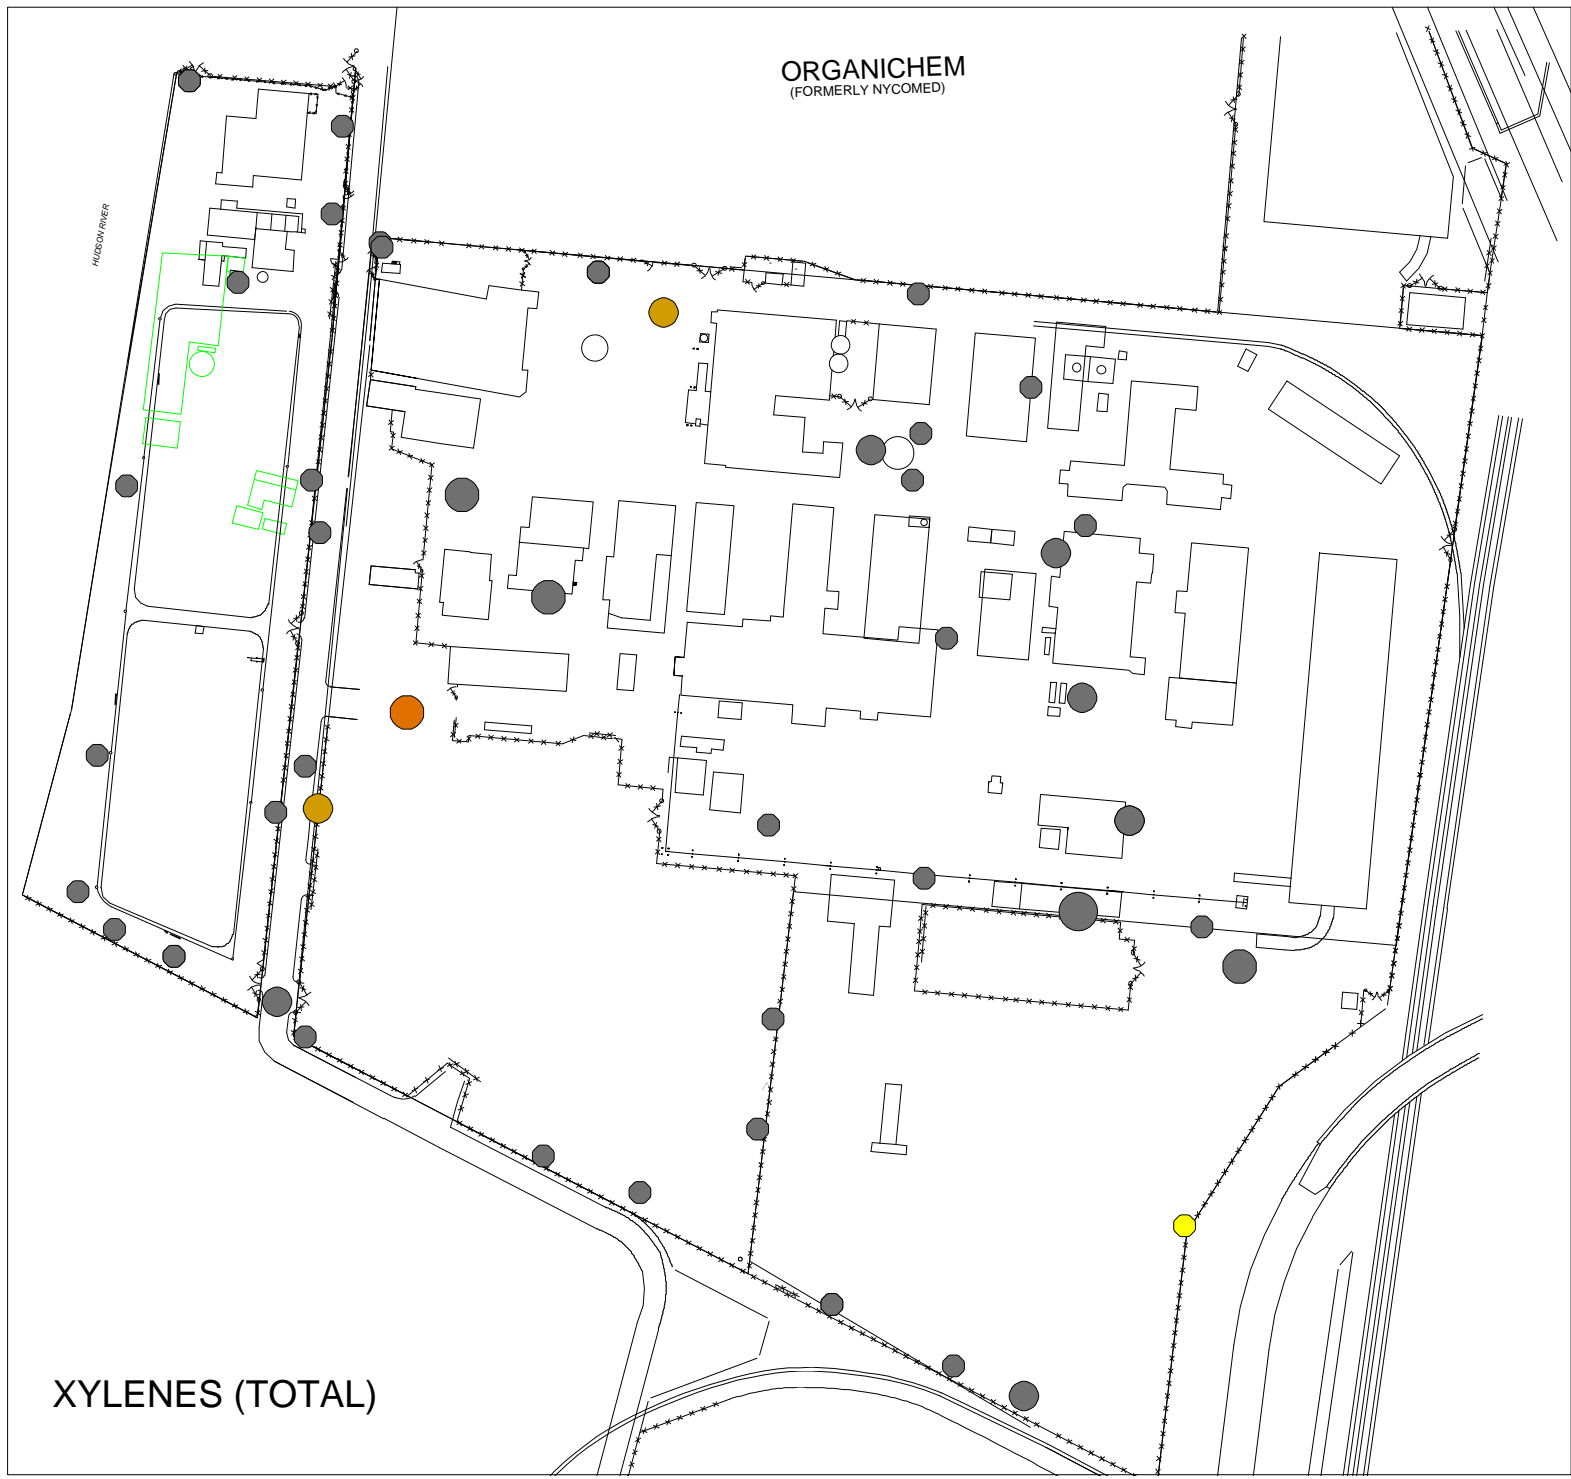 ORGANICHEM
(FORMERLY NYCOMED)
HUDSON RIVER
XYLENES (TOTAL)